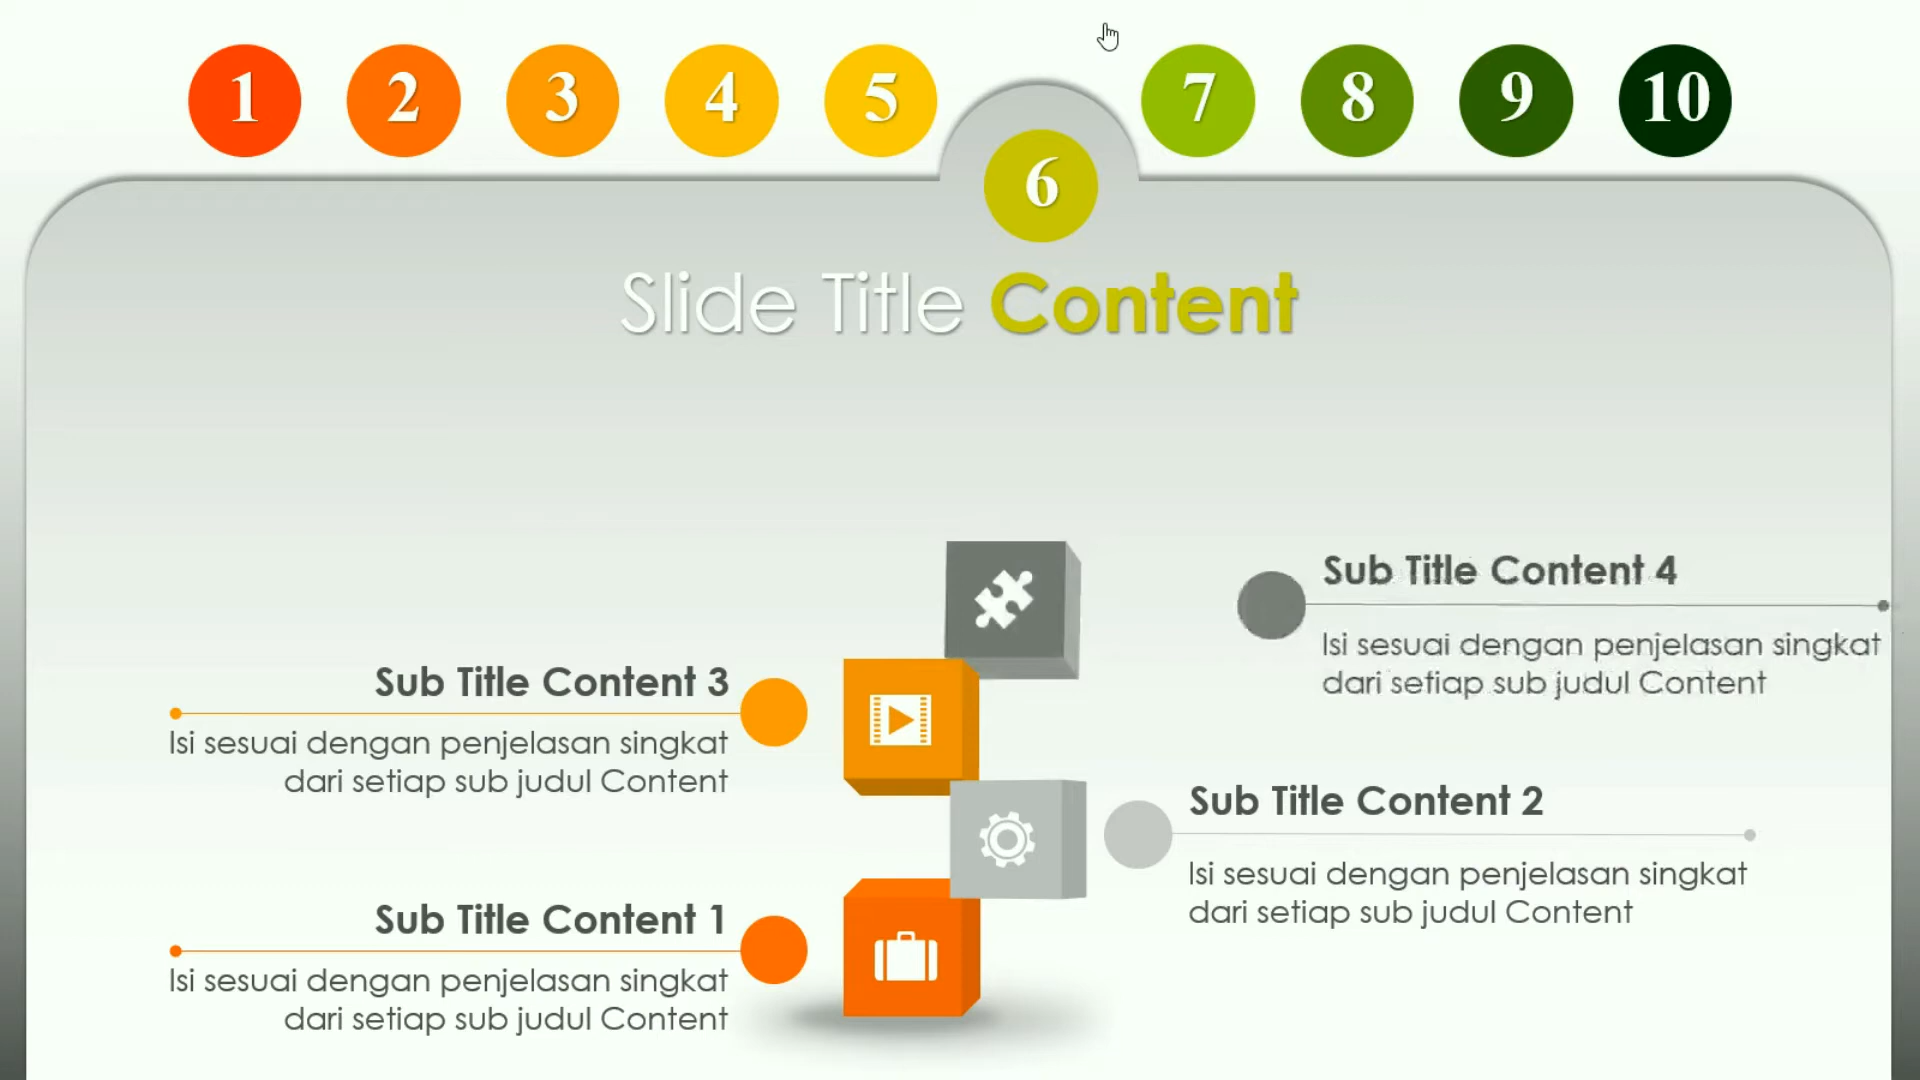 1 2 3 4 5 6 7 8 9 10
Slide Title Content
Sub Title Content 4
Isi sesuai dengan penjelasan singkat
dari setiap sub judul Content
Sub Title Content 3
Isi sesuai dengan penjelasan singkat
dari setiap sub judul Content
Sub Title Content 2
Isi sesuai dengan penjelasan singkat
dari setiap sub judul Content
Sub Title Content 1
Isi sesuai dengan penjelasan singkat
dari setiap sub judul Content